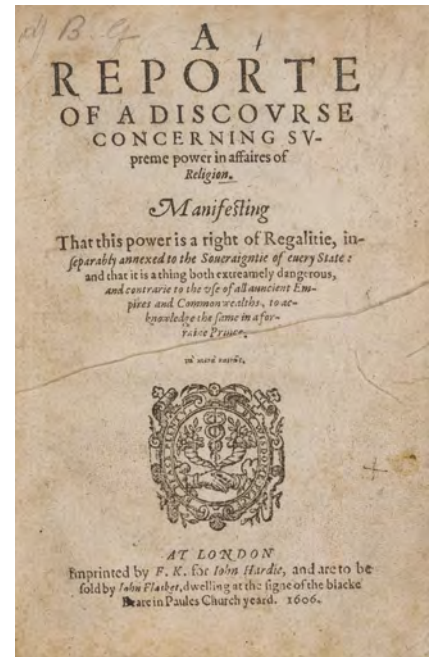 A
REPORTE
OF A DISCOVRSE
CONCERNING SV-
preme power in affaires of
Religion.
Manifesting
That this power is a right of Regalitie, in-
separably annexed to the Soueraigntie of euery State:
and that it is a thing both extreamely dangerous,
and contrarie to the vse of all auncient Em-
pires and Commonwealths, to ac-
knowledge the same in a for-
raine Prince.
AT LONDON
Imprinted by F. K. for Iohn Hardie, and are to be
sold by Iohn Flasket, dwelling at the signe of the blacke
Beare in Paules Church yeard. 1606.